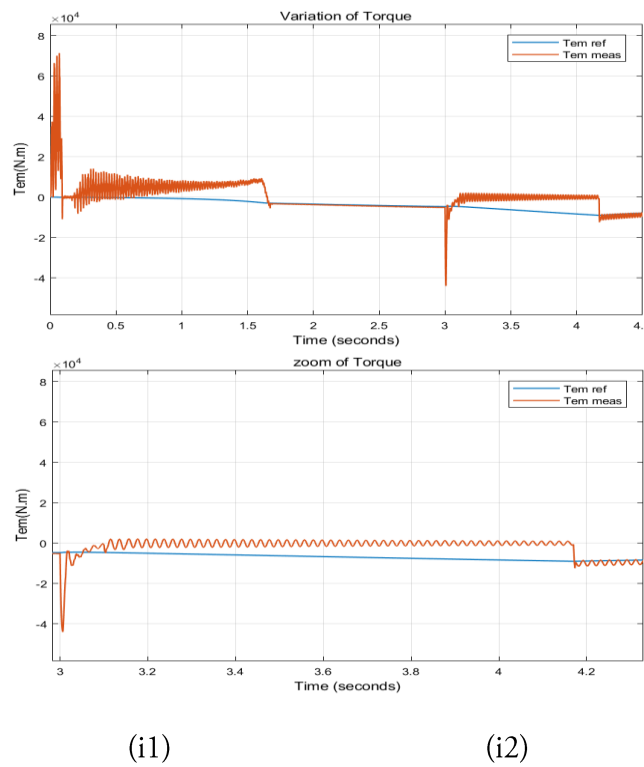 Variation of Torque
×10⁴
8
6
4
2
0
-2
-4
Tem(N.m)
Tem ref
Tem meas
0 0.5 1 1.5 2 2.5 3 3.5 4 4.
Time (seconds)
zoom of Torque
×10⁴
8
6
4
2
0
-2
-4
Tem(N.m)
Tem ref
Tem meas
3 3.2 3.4 3.6 3.8 4 4.2
Time (seconds)
(i1) (i2)